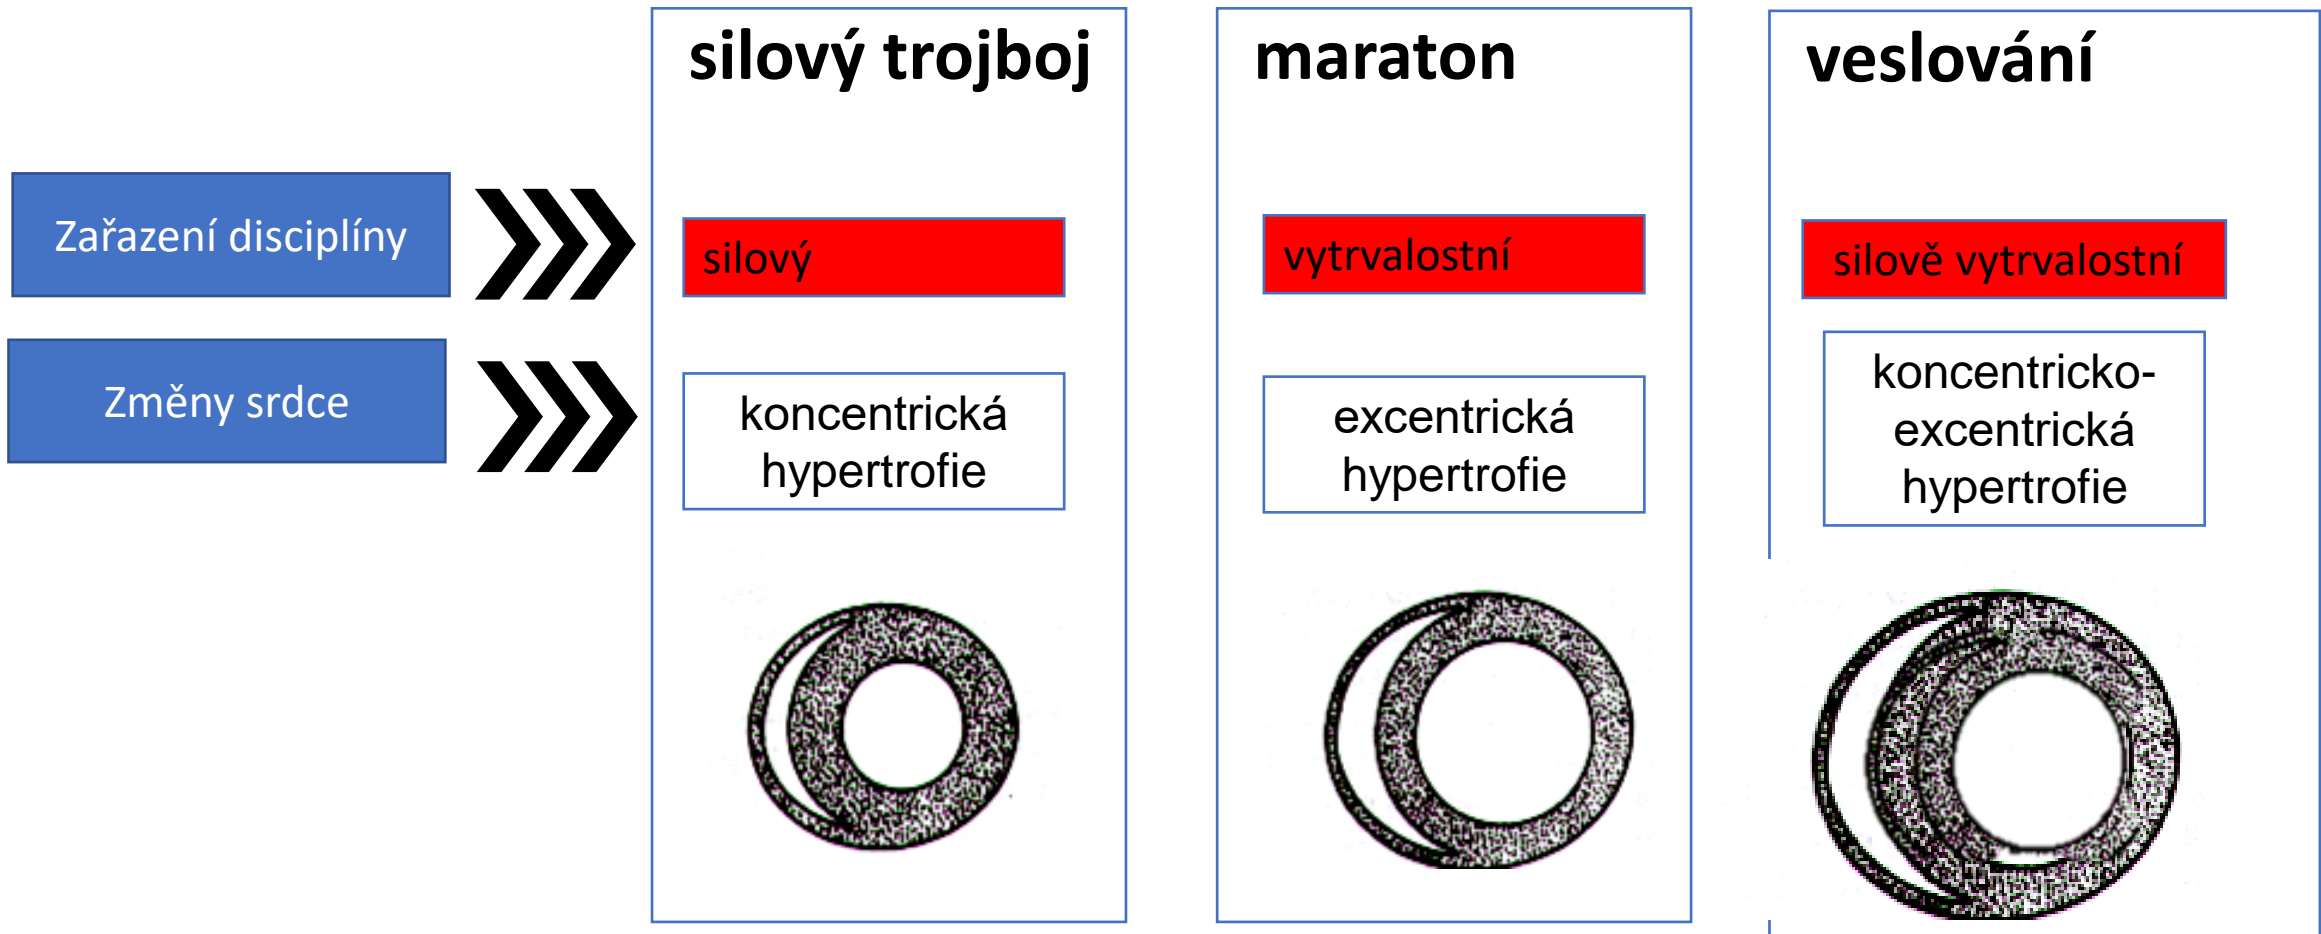 silový trojboj
maraton
veslování
Zařazení disciplíny
silový
vytrvalostní
silově vytrvalostní
Změny srdce
koncentrická
hypertrofie
excentrická
hypertrofie
koncentricko-
excentrická
hypertrofie